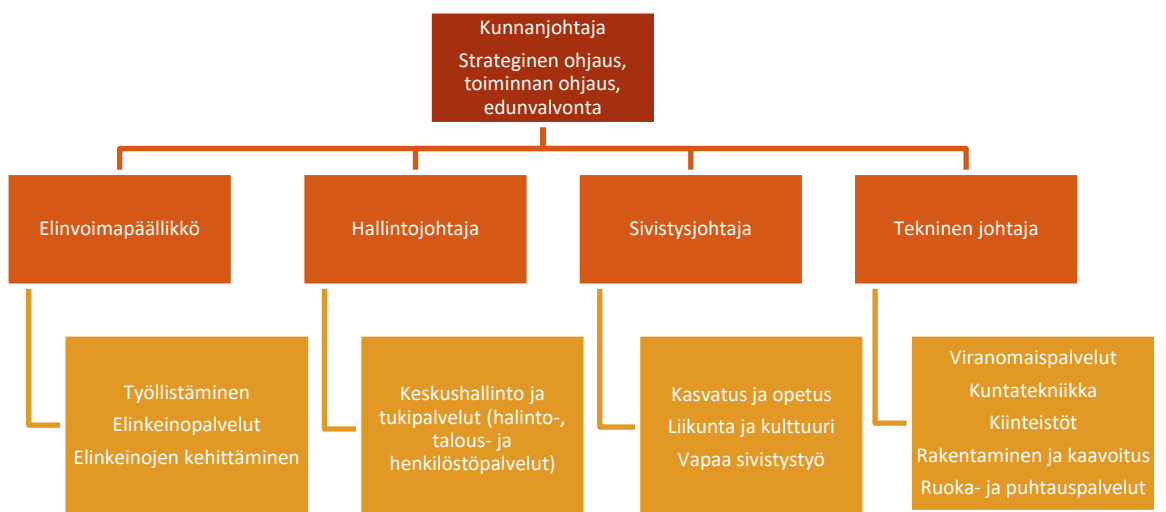 Kunnanjohtaja
Strateginen ohjaus,
toiminnan ohjaus,
edunvalvonta
Elinvoimapäällikkö
Hallintojohtaja
Sivistysjohtaja
Tekninen johtaja
Työllistäminen
Elinkeinopalvelut
Elinkeinojen kehittäminen
Keskushallinto ja
tukipalvelut (halinto-,
talous- ja
henkilöstöpalvelut)
Kasvatus ja opetus
Liikunta ja kulttuuri
Vapaa sivistystyö
Viranomaispalvelut
Kuntatekniikka
Kiinteistöt
Rakentaminen ja kaavoitus
Ruoka- ja puhtauspalvelut